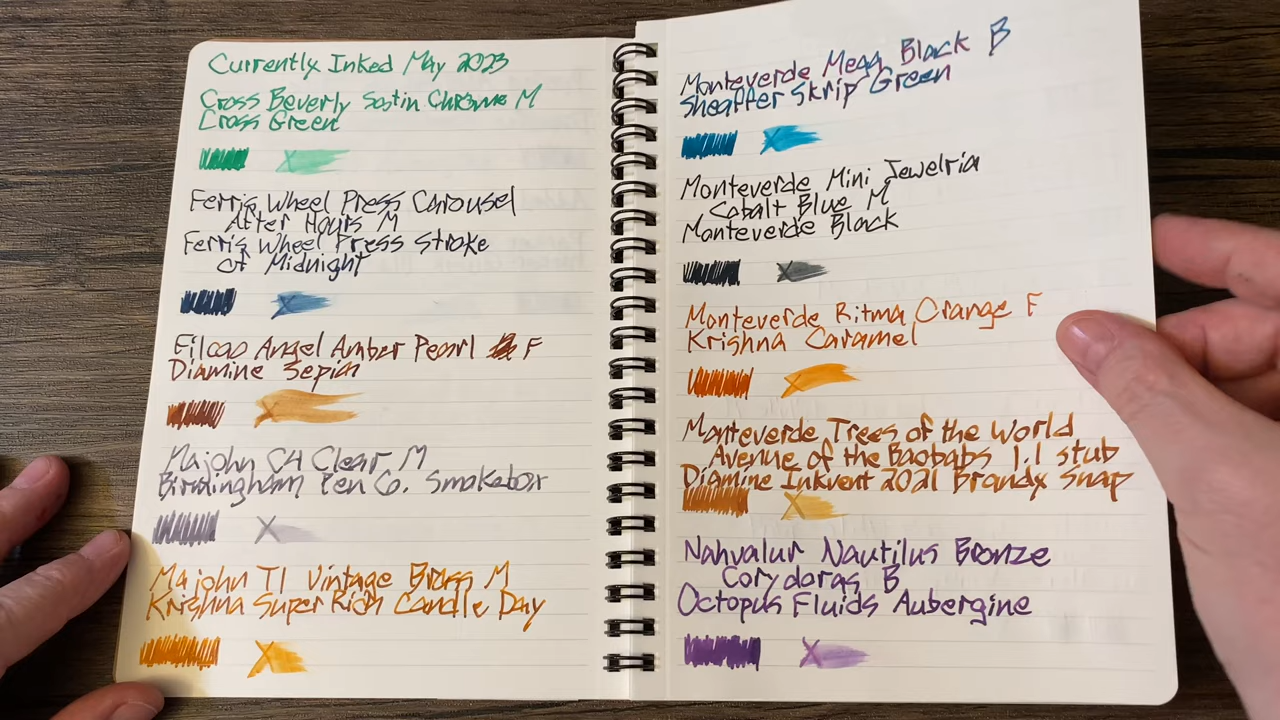 Currently Inked May 2023
Cross Beverly Satin Chrome M
Cross Green
Ferris Wheel Press Carousel
After Hours M
Ferris Wheel Press Stroke
of Midnight
Filcao Angel Amber Pearl F
Diamine Sepia
Majohn C4 Clear M
Birmingham Pen Co. Smokebox
Majohn T1 Vintage Brass M
Krishna Super Rich Candle Day
Monteverde Mega Black B
Sheaffer Skrip Green
Monteverde Mini Jewelria
Cobalt Blue M
Monteverde Black
Monteverde Ritma Orange F
Krishna Caramel
Monteverde Trees of the World
Avenue of the Baobabs 1.1 stub
Diamine Inkvent 2021 Brandy Snap
Nahvalur Nautilus Bronze
Corydoras B
Octopus Fluids Aubergine